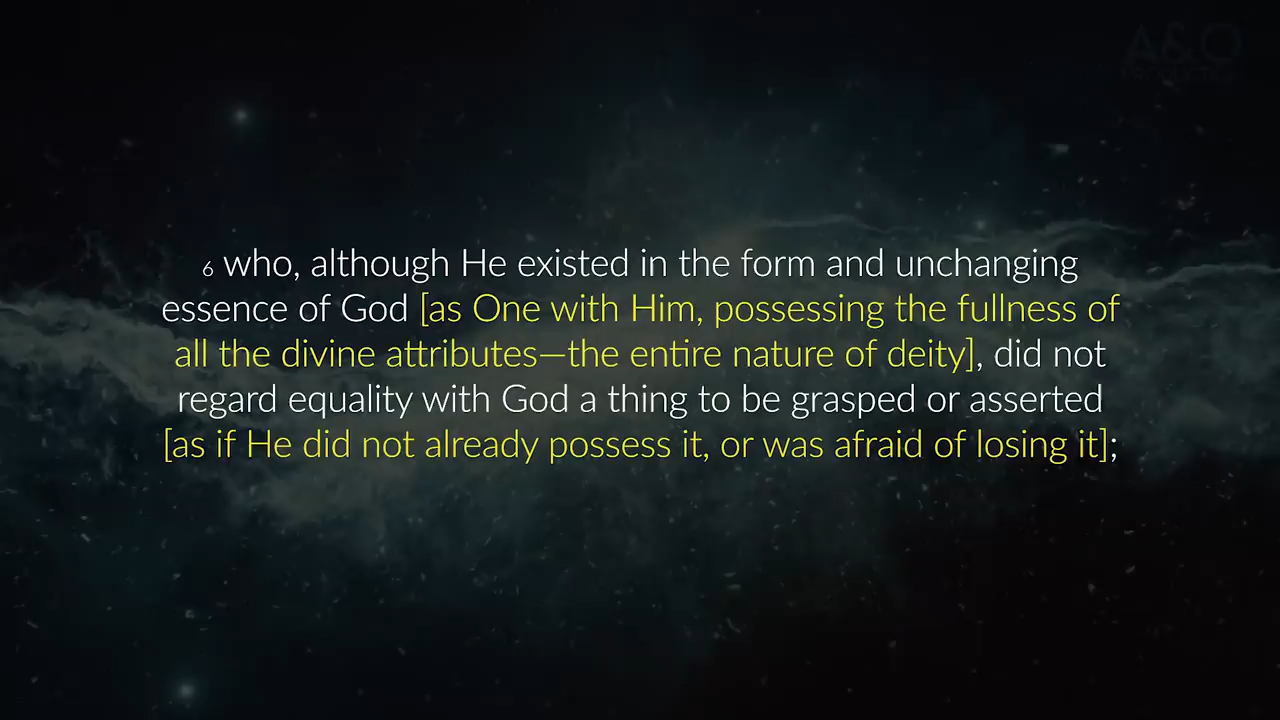 A&O
6 who, although He existed in the form and unchanging
essence of God [as One with Him, possessing the fullness of
all the divine attributes—the entire nature of deity], did not
regard equality with God a thing to be grasped or asserted
[as if He did not already possess it, or was afraid of losing it];